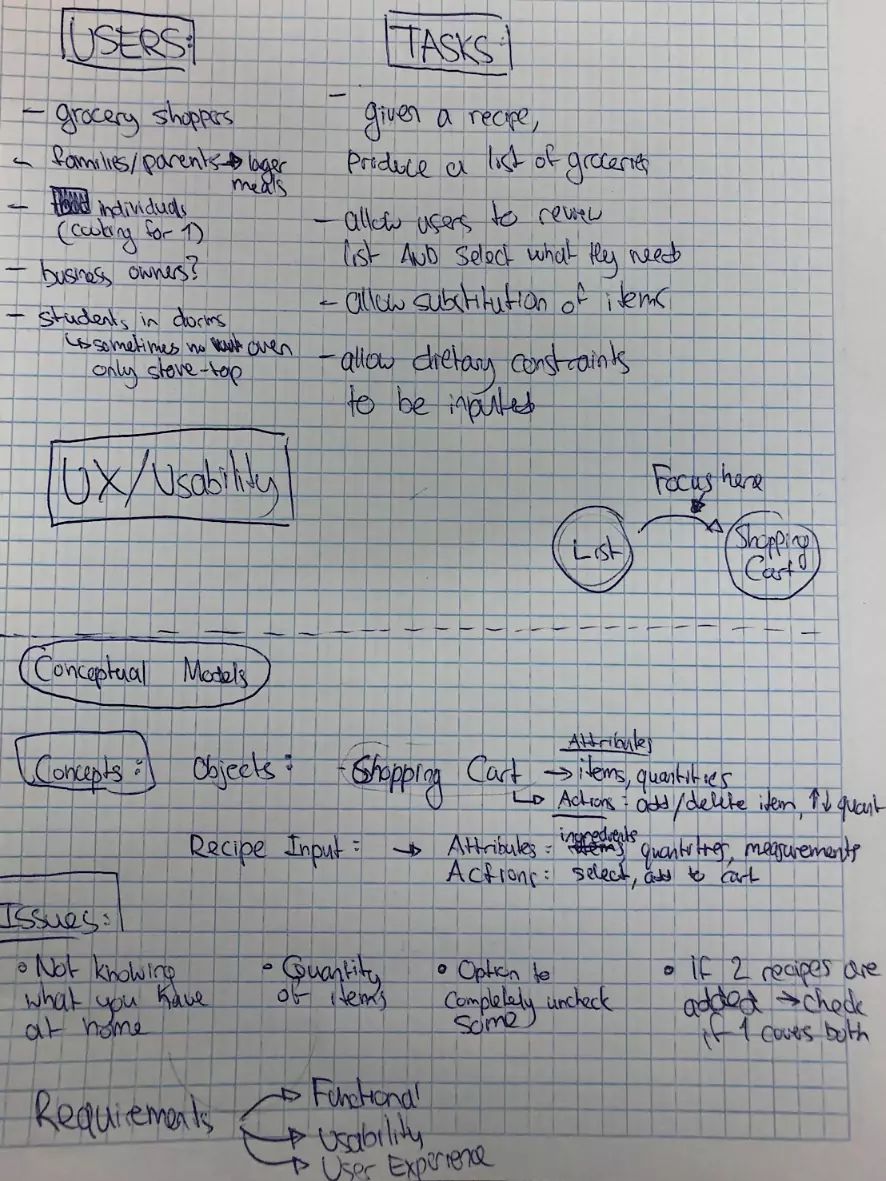 USERS:
- grocery shoppers
- families/parents → lager
meals
- individuals
(cooking for 1)
- business owners?
- students in dorms
↳ sometimes no oven
only stove-top
TASKS:
- given a recipe,
produce a list of groceries
- allow users to review
list AND select what they need
- allow substitution of items
- allow dietary constraints
to be inputed
UX/Usability
Focus here
List → Shopping
Cart
Conceptual Models
Concepts: Objects: - Shopping Cart → items, quantities
Attributes
↳ Actions: add/delete item, ↑↓ quant
Recipe Input: → Attributes = ingredients quantities, measurements
Actions: select, add to cart
Issues:
• Not knowing
what you have
at home
• Quantity
of items
• Option to
completely uncheck
some
• if 2 recipes are
added → check
if 1 covers both
Requirements → Functional
→ Usability
→ User Experience